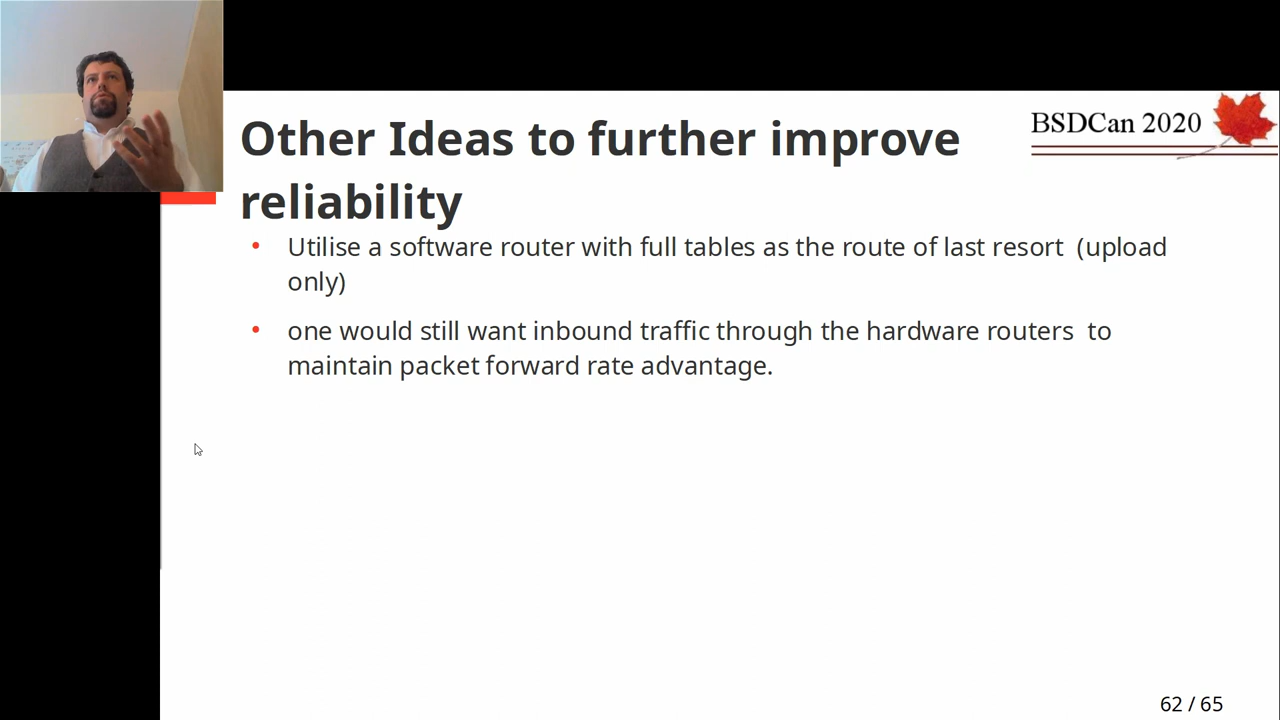 BSDCan 2020
Other Ideas to further improve
reliability
• Utilise a software router with full tables as the route of last resort  (upload
only)
• one would still want inbound traffic through the hardware routers  to
maintain packet forward rate advantage.
62 / 65